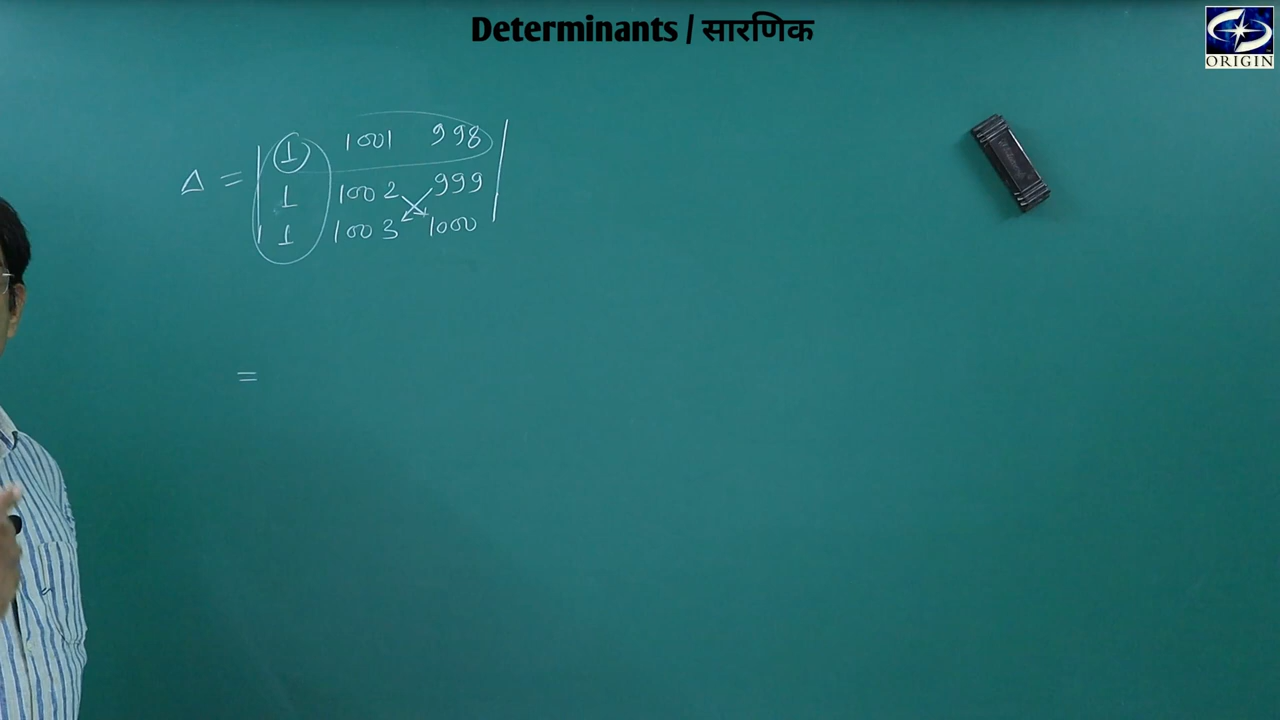 Determinants / सारणिक
ORIGIN
Δ = | 1 1001 998 |
1 1002 999
1 1003 1000
=